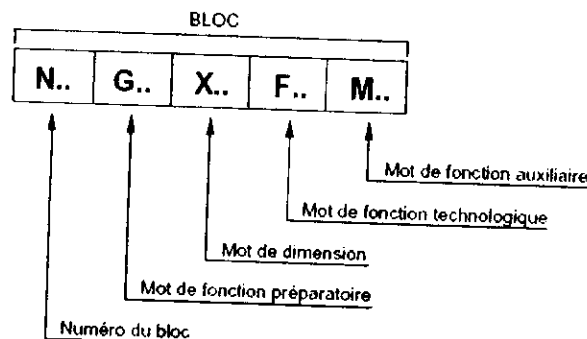 BLOC
N.. G.. X.. F.. M..
Mot de fonction auxiliaire
Mot de fonction technologique
Mot de dimension
Mot de fonction préparatoire
Numéro du bloc